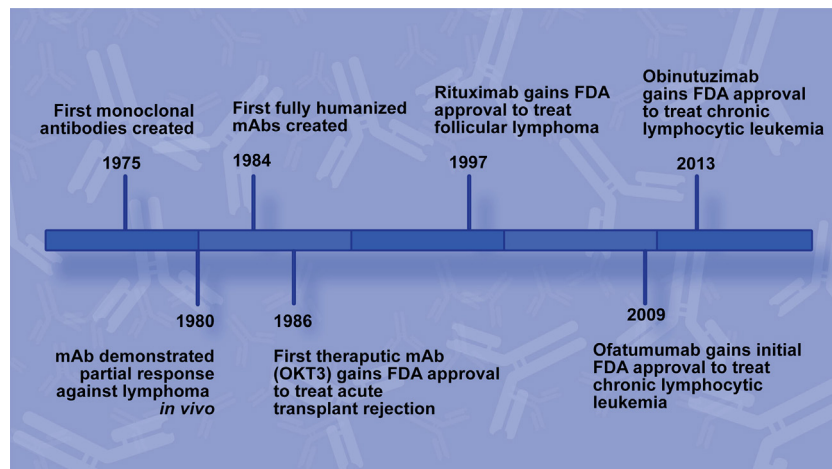 First monoclonal
antibodies created
1975
First fully humanized
mAbs created
1984
Rituximab gains FDA
approval to treat
follicular lymphoma
1997
Obinutuzimab
gains FDA approval
to treat chronic
lymphocytic leukemia
2013
1980
mAb demonstrated
partial response
against lymphoma
in vivo
1986
First theraputic mAb
(OKT3) gains FDA approval
to treat acute
transplant rejection
2009
Ofatumumab gains initial
FDA approval to treat
chronic lymphocytic
leukemia